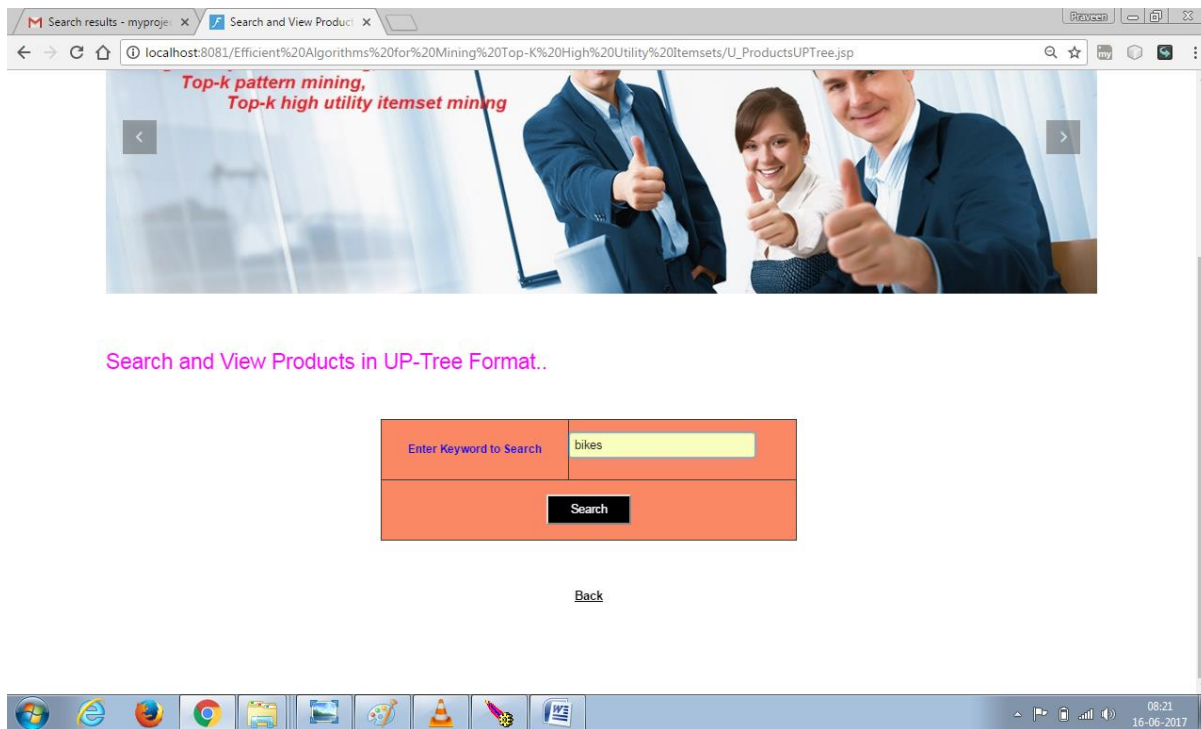 Search results - myprojec
Search and View Product
Praveen
localhost:8081/Efficient%20Algorithms%20for%20Mining%20Top-K%20High%20Utility%20Itemsets/U_ProductsUPTree.jsp
my
Top-k pattern mining,
Top-k high utility itemset mining
Search and View Products in UP-Tree Format..
Enter Keyword to Search
bikes
Search
Back
08:21
16-06-2017